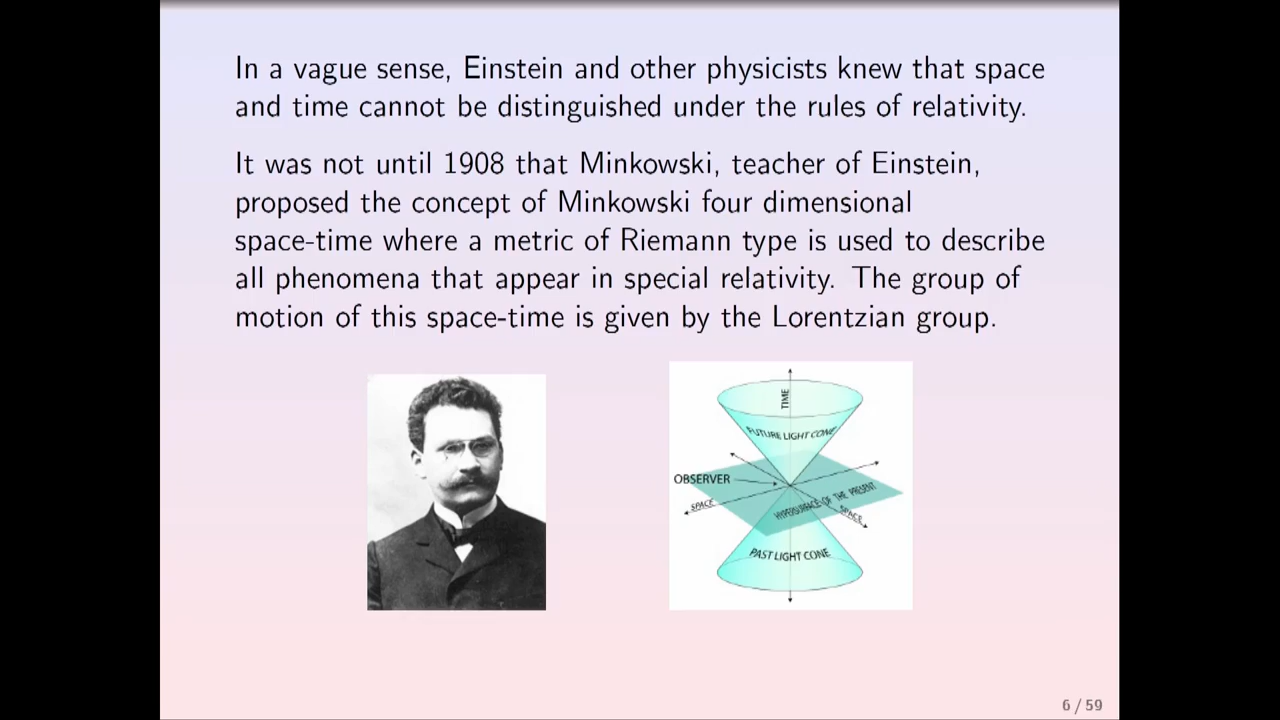 In a vague sense, Einstein and other physicists knew that space
and time cannot be distinguished under the rules of relativity.
It was not until 1908 that Minkowski, teacher of Einstein,
proposed the concept of Minkowski four dimensional
space-time where a metric of Riemann type is used to describe
all phenomena that appear in special relativity. The group of
motion of this space-time is given by the Lorentzian group.
TIME
FUTURE LIGHT CONE
OBSERVER
SPACE
HYPERSURFACE OF THE PRESENT
SPACE
PAST LIGHT CONE
6 / 59